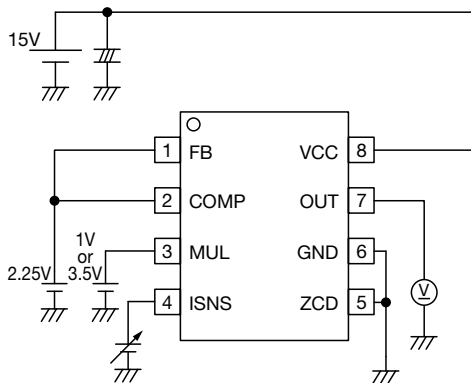 15V
1 FB VCC 8
2 COMP OUT 7
1V
or
3.5V
3 MUL GND 6
2.25V
4 ISNS ZCD 5
V